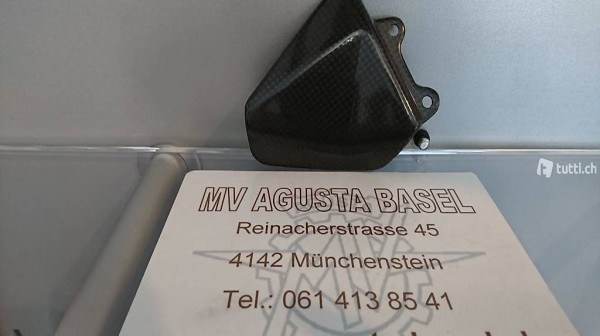 tutti.ch
MV AGUSTA BASEL
Reinacherstrasse 45
4142 Münchenstein
Tel.: 061 413 85 41